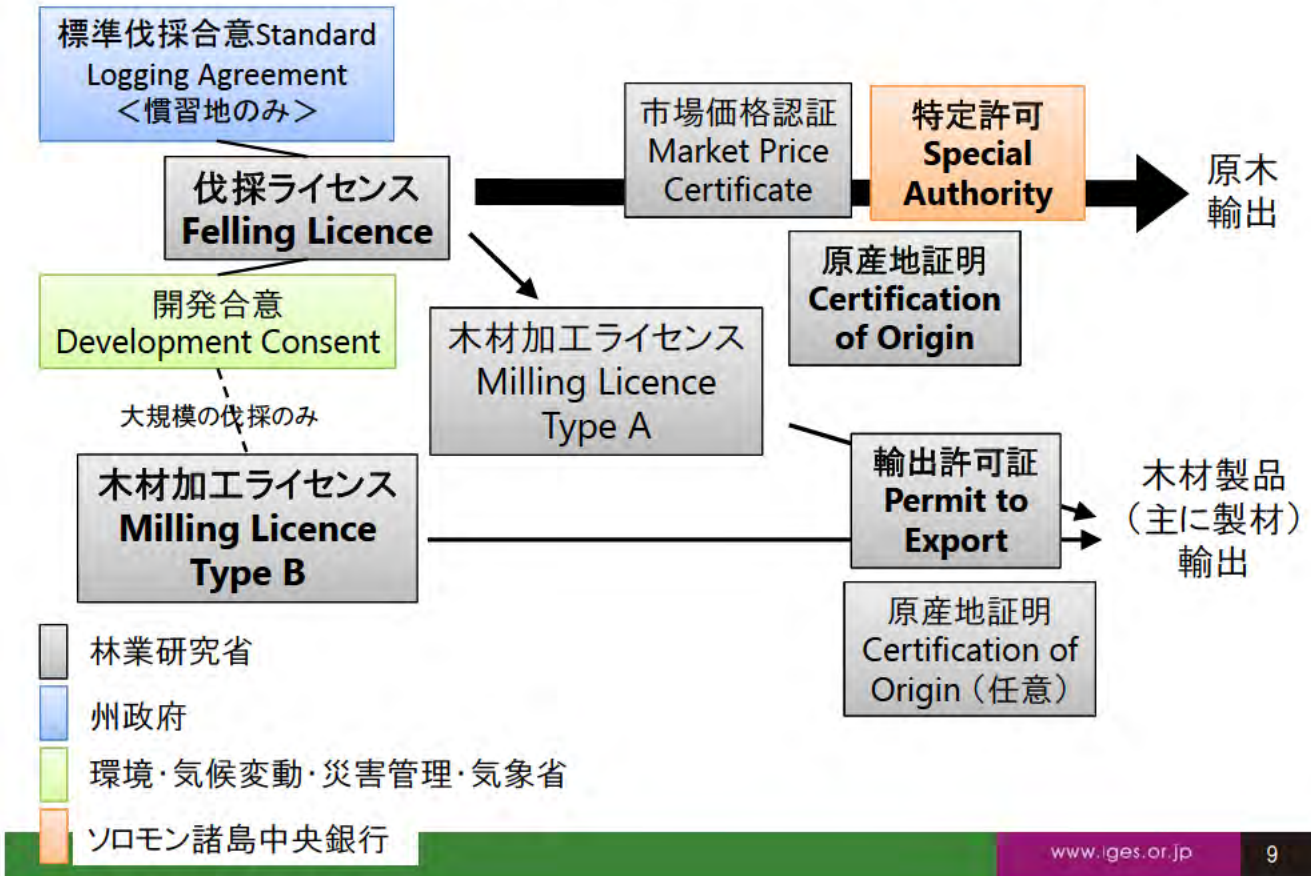 標準伐採合意Standard
Logging Agreement
＜慣習地のみ＞
伐採ライセンス
Felling Licence
開発合意
Development Consent
大規模の伐採のみ
木材加工ライセンス
Milling Licence
Type B
木材加工ライセンス
Milling Licence
Type A
市場価格認証
Market Price
Certificate
特定許可
Special
Authority
原木
輸出
原産地証明
Certification
of Origin
輸出許可証
Permit to
Export
木材製品
（主に製材）
輸出
原産地証明
Certification of
Origin（任意）
林業研究省
州政府
環境・気候変動・災害管理・気象省
ソロモン諸島中央銀行
www.iges.or.jp
9